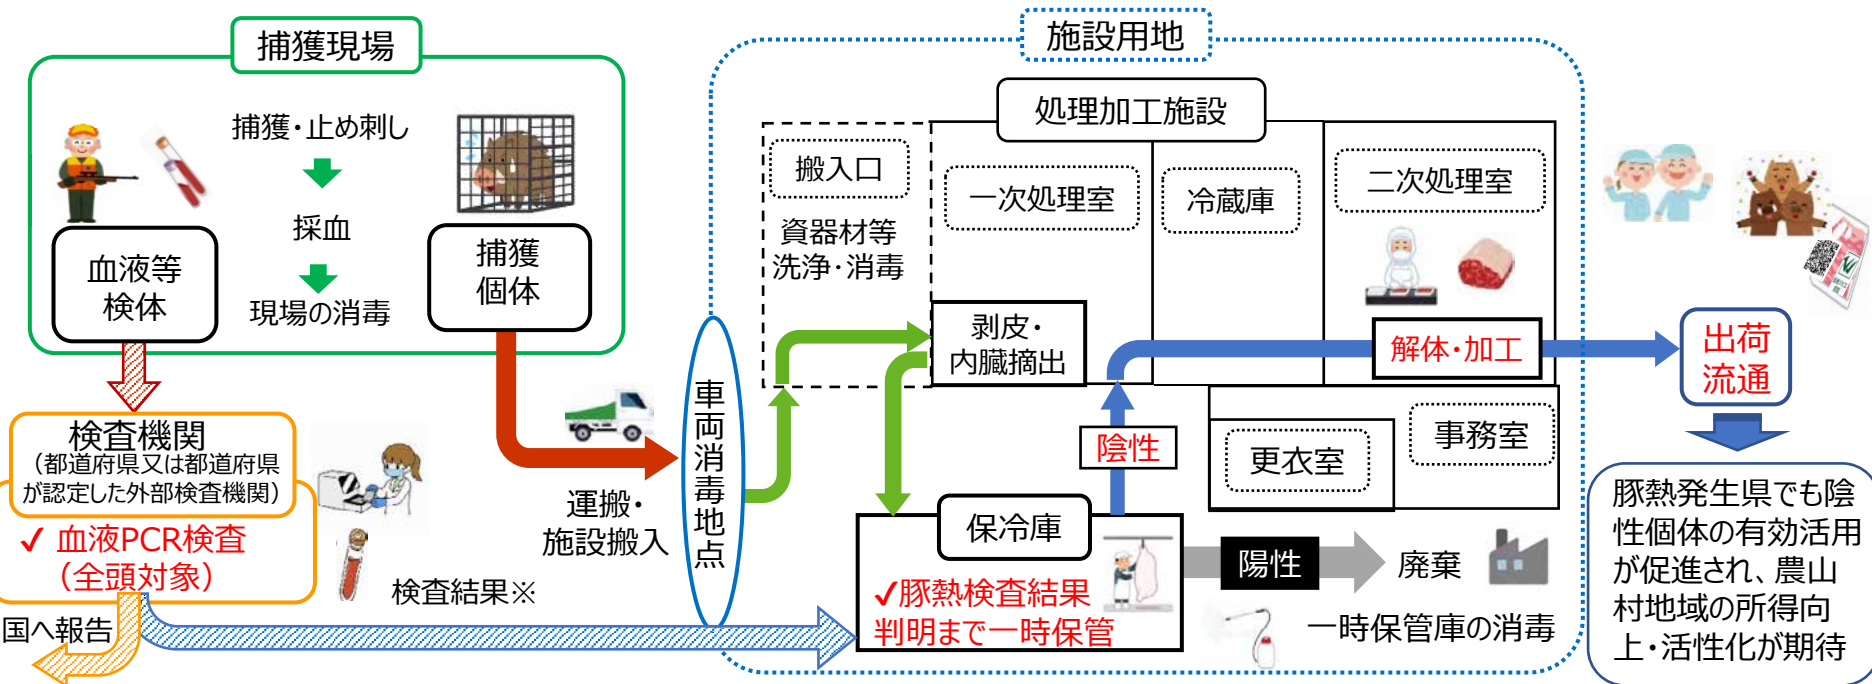 捕獲現場
捕獲・止め刺し
採血
現場の消毒
血液等
検体
捕獲
個体
検査機関
(都道府県又は都道府県
が認定した外部検査機関)
✓ 血液PCR検査
(全頭対象)
国へ報告
検査結果※
運搬・
施設搬入
車両消毒地点
施設用地
処理加工施設
搬入口
資器材等
洗浄・消毒
一次処理室
冷蔵庫
二次処理室
剥皮・
内臓摘出
解体・加工
陰性
更衣室
事務室
保冷庫
✓豚熱検査結果
判明まで一時保管
陽性
廃棄
一時保管庫の消毒
出荷
流通
豚熱発生県でも陰
性個体の有効活用
が促進され、農山
村地域の所得向
上・活性化が期待